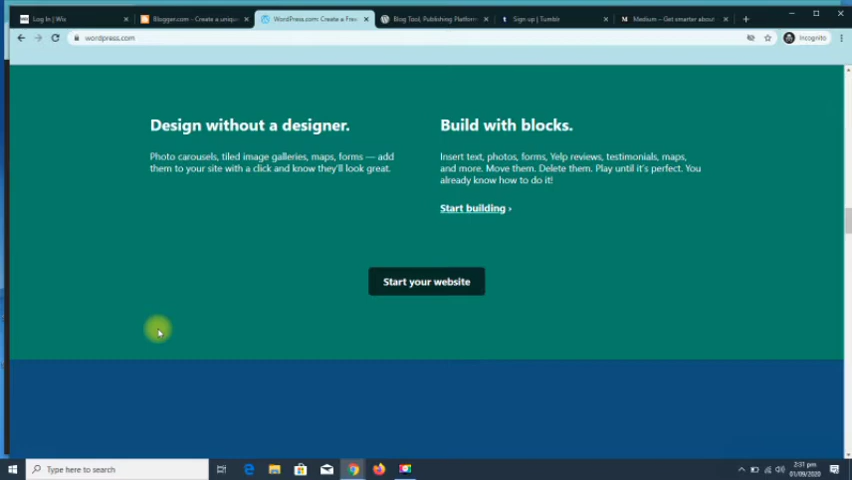 Log In | Wix
Blogger.com - Create a uniqu
WordPress.com: Create a Free
Blog Tool, Publishing Platform
Sign up | Tumblr
Medium – Get smarter about
wordpress.com
Incognito
Design without a designer.
Photo carousels, tiled image galleries, maps, forms — add
them to your site with a click and know they'll look great.
Build with blocks.
Insert text, photos, forms, Yelp reviews, testimonials, maps,
and more. Move them. Delete them. Play until it's perfect. You
already know how to do it!
Start building ›
Start your website
Type here to search
2:31 pm
01/09/2020